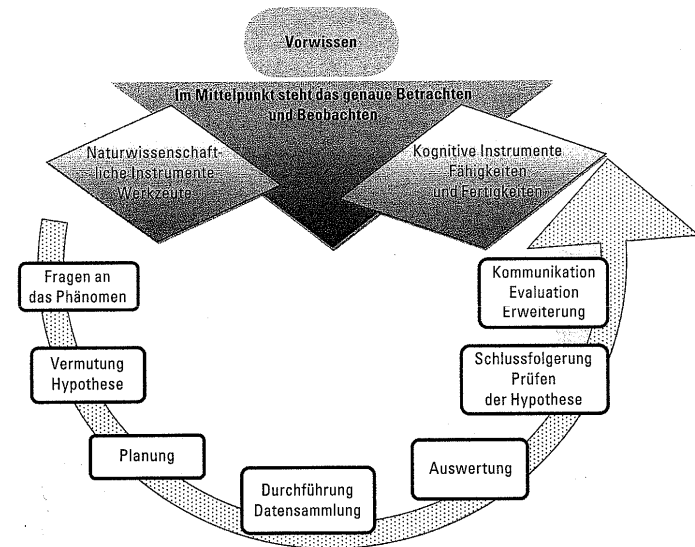 Vorwissen
Im Mittelpunkt steht das genaue Betrachten
und Beobachten
Naturwissenschaft-
liche Instrumente
Werkzeute
Kognitive Instrumente
Fähigkeiten
und Fertigkeiten
Fragen an
das Phänomen
Vermutung
Hypothese
Planung
Durchführung
Datensammlung
Auswertung
Schlussfolgerung
Prüfen
der Hypothese
Kommunikation
Evaluation
Erweiterung